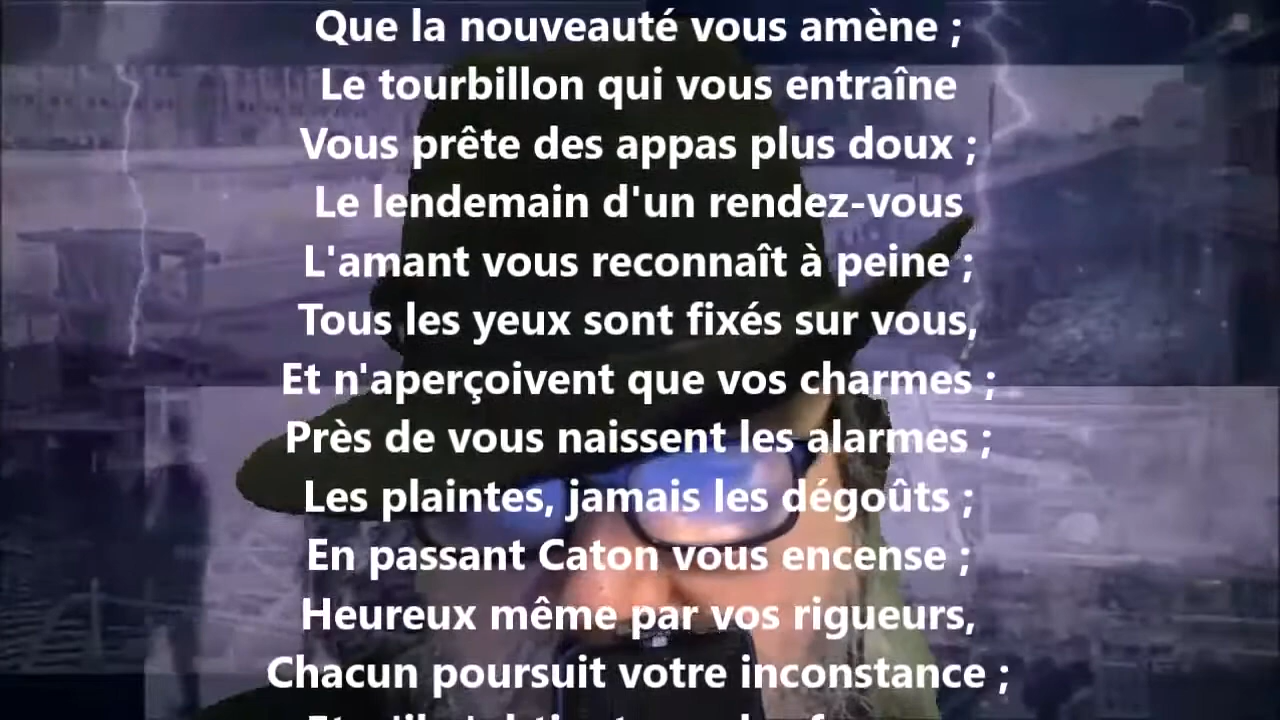 Que la nouveauté vous amène ;
Le tourbillon qui vous entraîne
Vous prête des appas plus doux ;
Le lendemain d'un rendez-vous
L'amant vous reconnaît à peine ;
Tous les yeux sont fixés sur vous,
Et n'aperçoivent que vos charmes ;
Près de vous naissent les alarmes ;
Les plaintes, jamais les dégoûts ;
En passant Caton vous encense ;
Heureux même par vos rigueurs,
Chacun poursuit votre inconstance ;